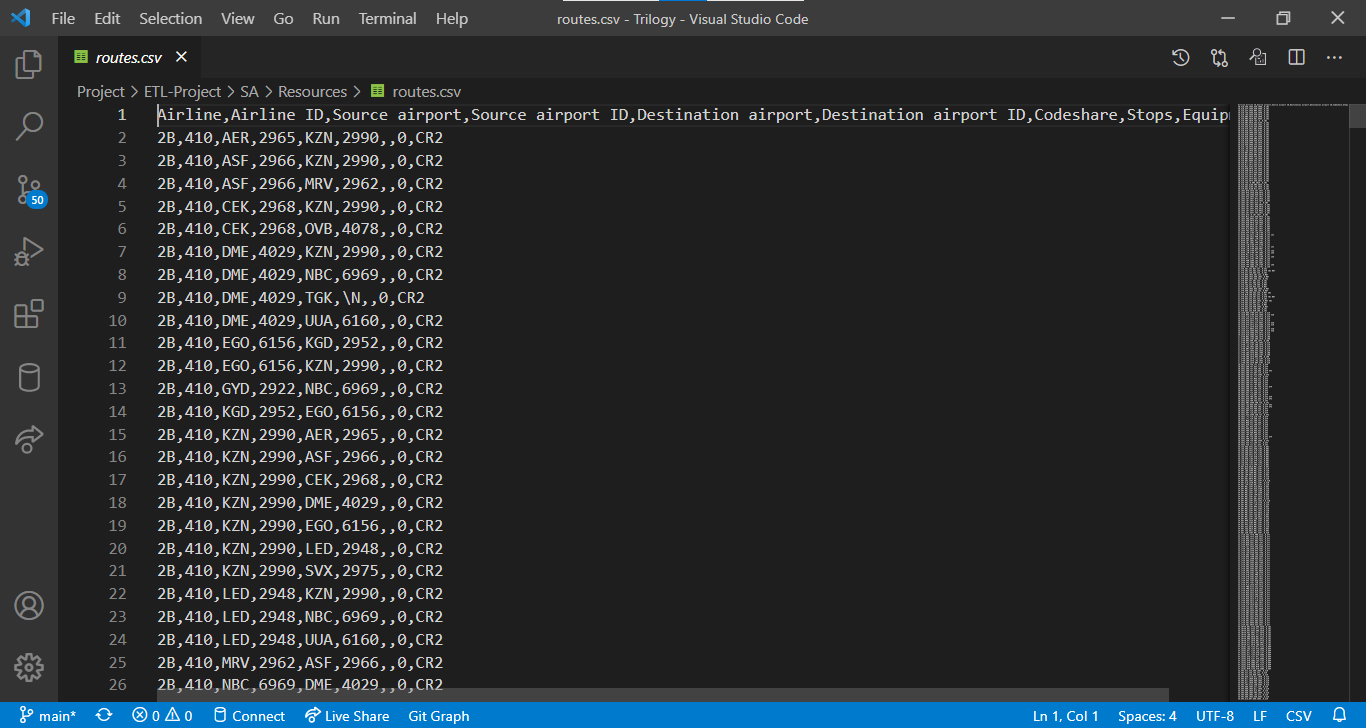 File Edit Selection View Go Run Terminal Help routes.csv - Trilogy - Visual Studio Code
routes.csv
Project > ETL-Project > SA > Resources > routes.csv
1 Airline,Airline ID,Source airport,Source airport ID,Destination airport,Destination airport ID,Codeshare,Stops,Equip
2 2B,410,AER,2965,KZN,2990,,0,CR2
3 2B,410,ASF,2966,KZN,2990,,0,CR2
4 2B,410,ASF,2966,MRV,2962,,0,CR2
5 2B,410,CEK,2968,KZN,2990,,0,CR2
6 2B,410,CEK,2968,OVB,4078,,0,CR2
7 2B,410,DME,4029,KZN,2990,,0,CR2
8 2B,410,DME,4029,NBC,6969,,0,CR2
9 2B,410,DME,4029,TGK,\N,,0,CR2
10 2B,410,DME,4029,UUA,6160,,0,CR2
11 2B,410,EGO,6156,KGD,2952,,0,CR2
12 2B,410,EGO,6156,KZN,2990,,0,CR2
13 2B,410,GYD,2922,NBC,6969,,0,CR2
14 2B,410,KGD,2952,EGO,6156,,0,CR2
15 2B,410,KZN,2990,AER,2965,,0,CR2
16 2B,410,KZN,2990,ASF,2966,,0,CR2
17 2B,410,KZN,2990,CEK,2968,,0,CR2
18 2B,410,KZN,2990,DME,4029,,0,CR2
19 2B,410,KZN,2990,EGO,6156,,0,CR2
20 2B,410,KZN,2990,LED,2948,,0,CR2
21 2B,410,KZN,2990,SVX,2975,,0,CR2
22 2B,410,LED,2948,KZN,2990,,0,CR2
23 2B,410,LED,2948,NBC,6969,,0,CR2
24 2B,410,LED,2948,UUA,6160,,0,CR2
25 2B,410,MRV,2962,ASF,2966,,0,CR2
26 2B,410,NBC,6969,DME,4029,,0,CR2
50
main* 0 0 Connect Live Share Git Graph Ln 1, Col 1 Spaces: 4 UTF-8 LF CSV